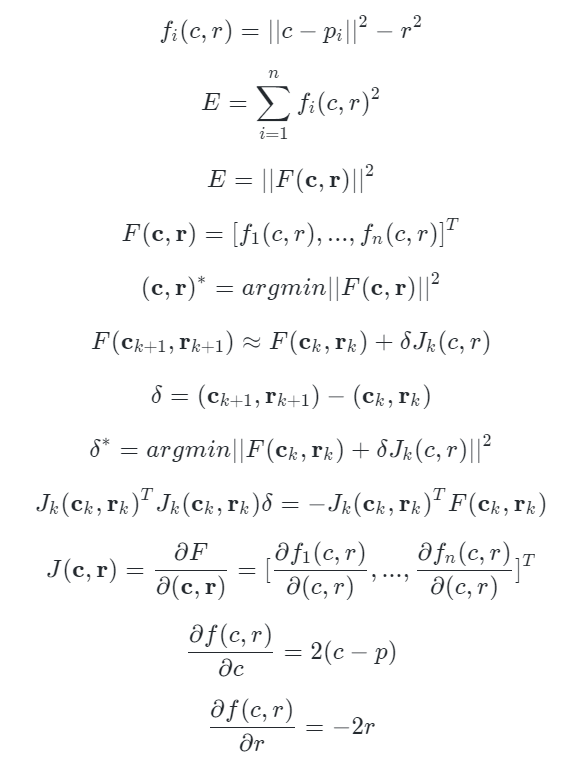 $f_i(c, r) = ||c - p_i||^2 - r^2$
$E = \sum_{i=1}^{n} f_i(c, r)^2$
$E = ||F(\mathbf{c}, \mathbf{r})||^2$
$F(\mathbf{c}, \mathbf{r}) = [f_1(c, r), ..., f_n(c, r)]^T$
$(\mathbf{c}, \mathbf{r})^* = argmin||F(\mathbf{c}, \mathbf{r})||^2$
$F(\mathbf{c}_{k+1}, \mathbf{r}_{k+1}) \approx F(\mathbf{c}_k, \mathbf{r}_k) + \delta J_k(c, r)$
$\delta = (\mathbf{c}_{k+1}, \mathbf{r}_{k+1}) - (\mathbf{c}_k, \mathbf{r}_k)$
$\delta^* = argmin||F(\mathbf{c}_k, \mathbf{r}_k) + \delta J_k(c, r)||^2$
$J_k(\mathbf{c}_k, \mathbf{r}_k)^T J_k(\mathbf{c}_k, \mathbf{r}_k)\delta = -J_k(\mathbf{c}_k, \mathbf{r}_k)^T F(\mathbf{c}_k, \mathbf{r}_k)$
$J(\mathbf{c}, \mathbf{r}) = \frac{\partial F}{\partial(\mathbf{c}, \mathbf{r})} = [\frac{\partial f_1(c, r)}{\partial(c, r)}, ..., \frac{\partial f_n(c, r)}{\partial(c, r)}]^T$
$\frac{\partial f(c, r)}{\partial c} = 2(c - p)$
$\frac{\partial f(c, r)}{\partial r} = -2r$